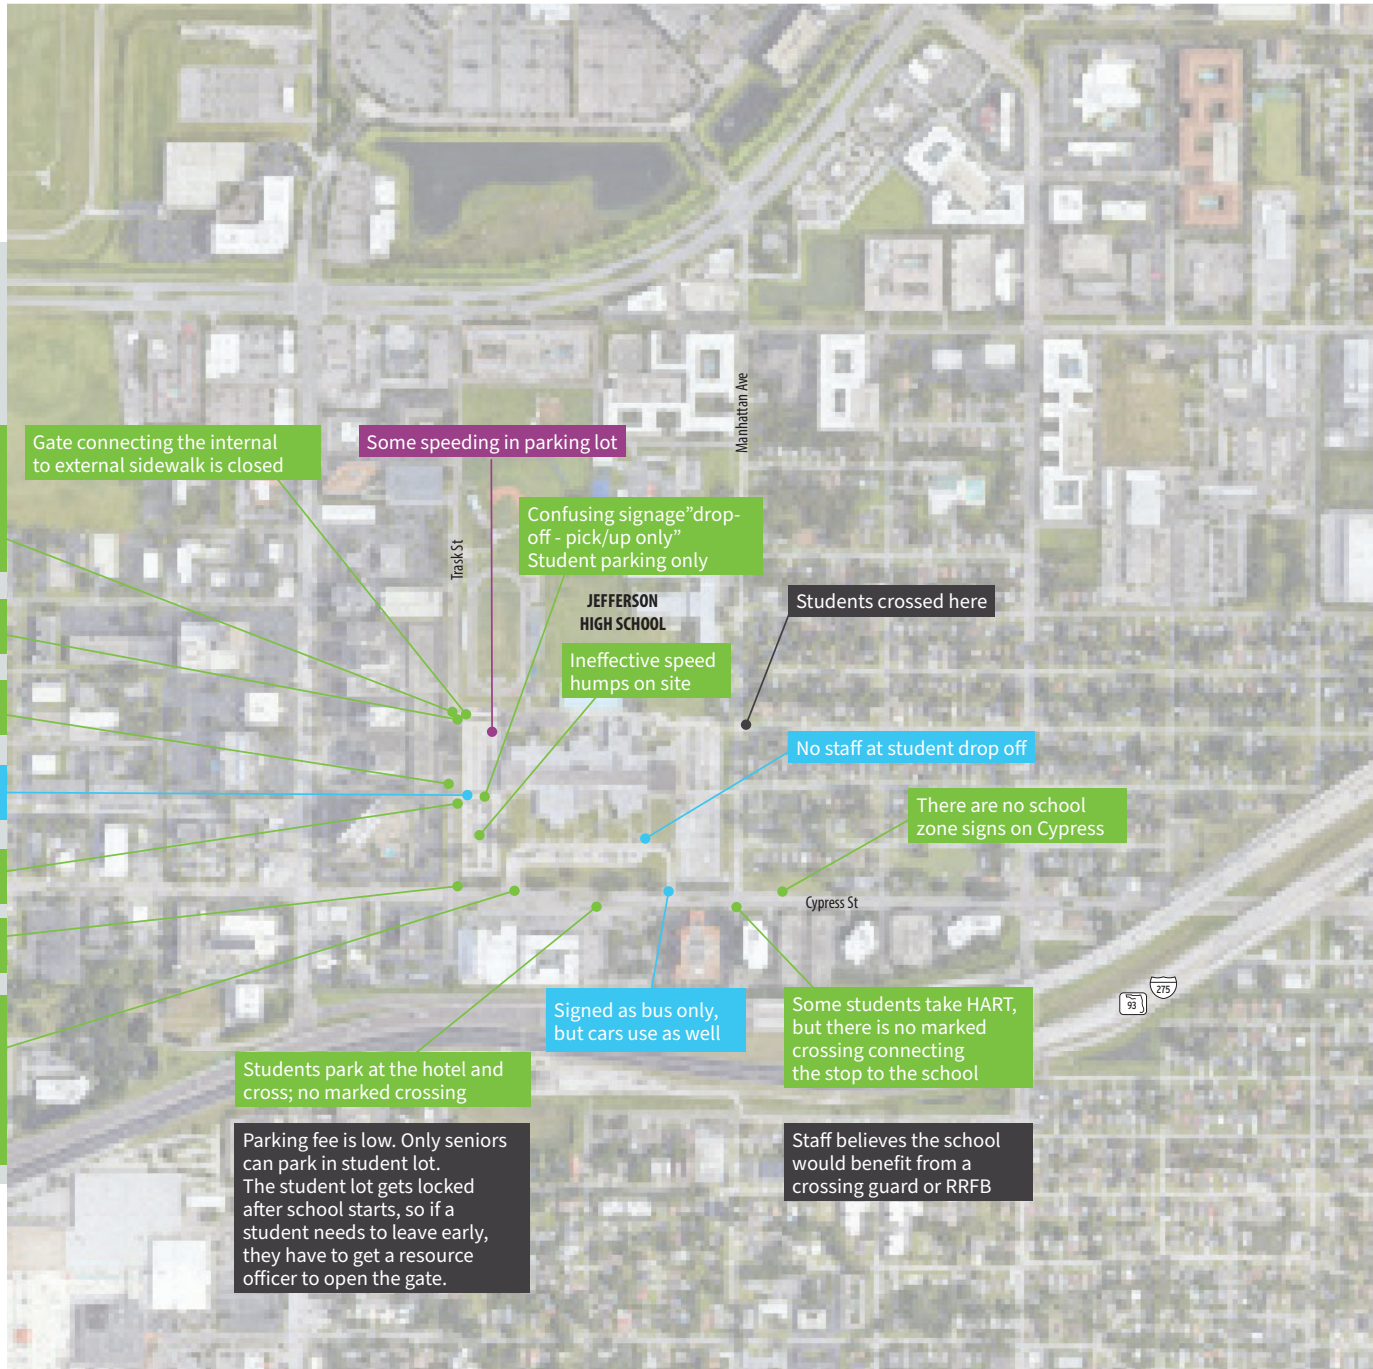 Manhattan Ave
Gate connecting the internal
to external sidewalk is closed
Some speeding in parking lot
Confusing signage”drop-
off - pick/up only”
Student parking only
Trask St
JEFFERSON
HIGH SCHOOL
Students crossed here
Ineffective speed
humps on site
No staff at student drop off
There are no school
zone signs on Cypress
Cypress St
275
93
Signed as bus only,
but cars use as well
Some students take HART,
but there is no marked
crossing connecting
the stop to the school
Students park at the hotel and
cross; no marked crossing
Parking fee is low. Only seniors
can park in student lot.
The student lot gets locked
after school starts, so if a
student needs to leave early,
they have to get a resource
officer to open the gate.
Staff believes the school
would benefit from a
crossing guard or RRFB